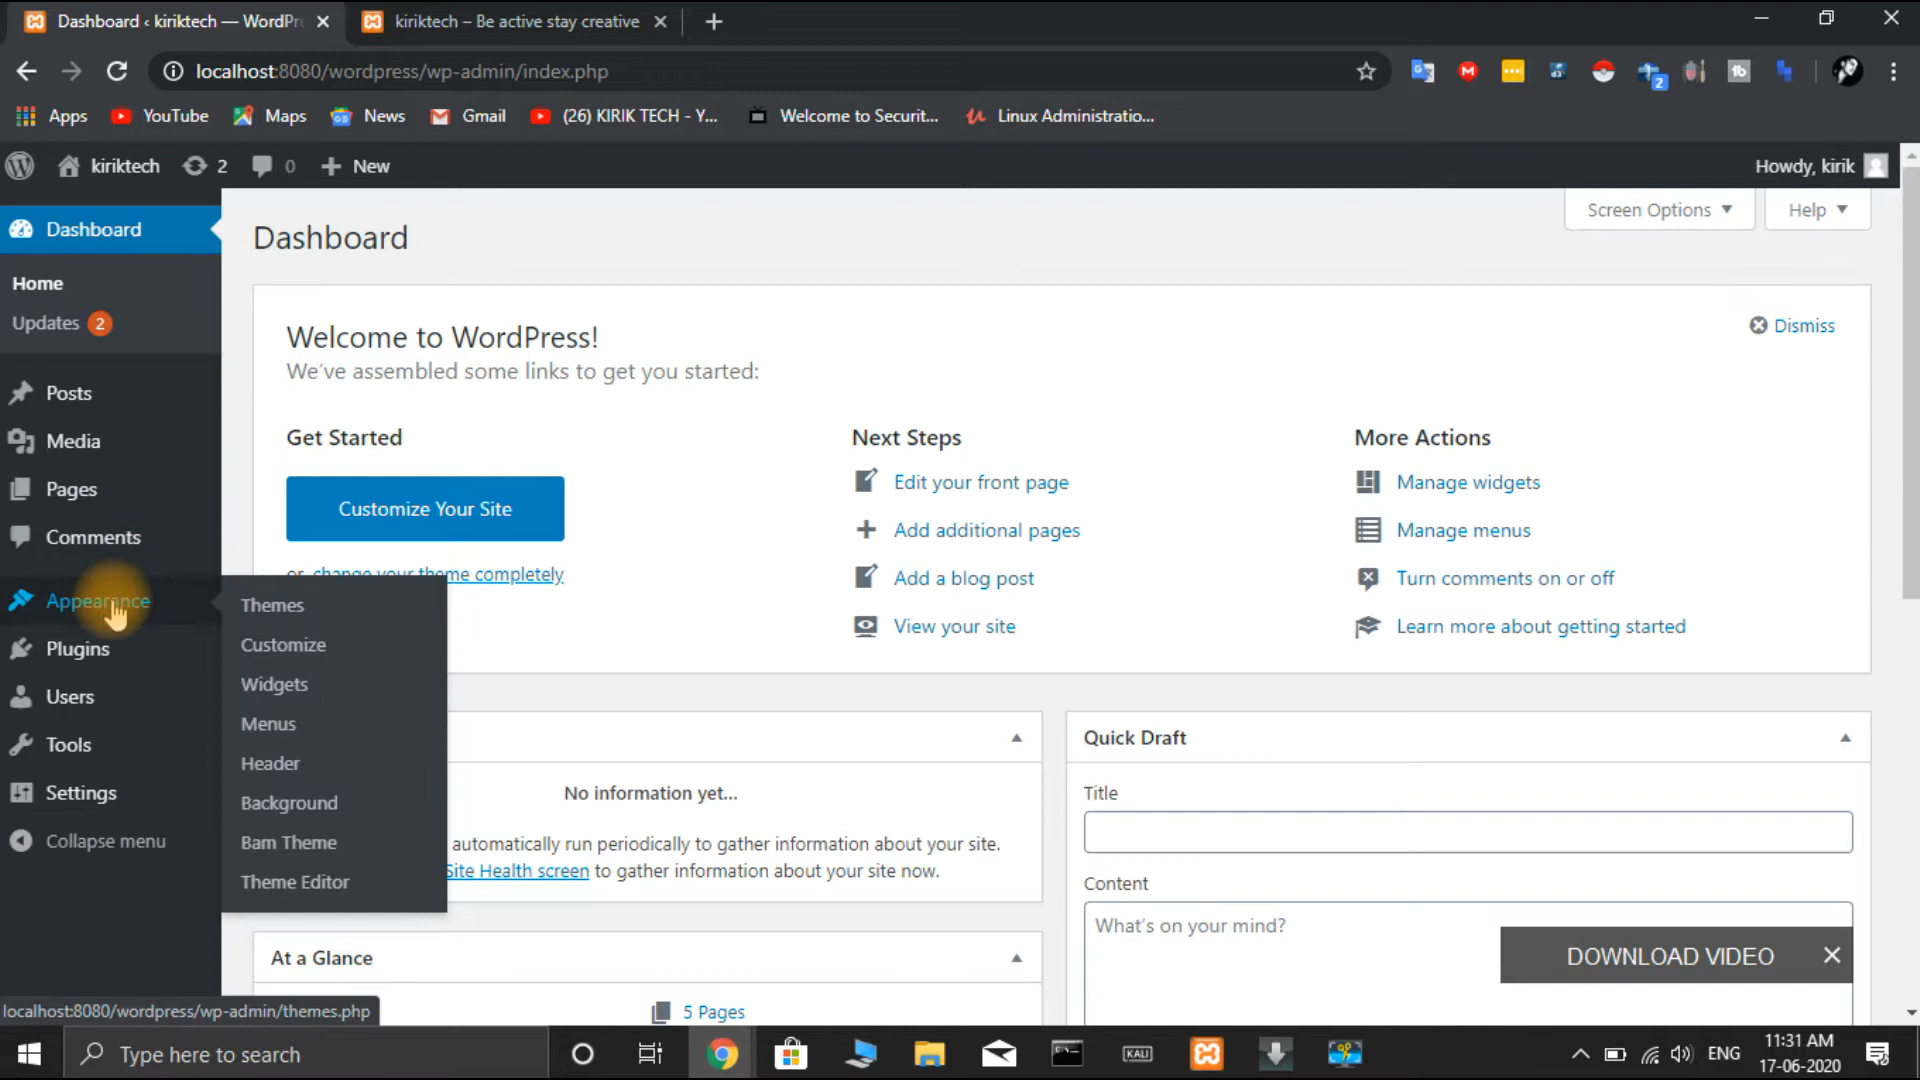 Dashboard ‹ kiriktech — WordPr
kiriktech – Be active stay creative
localhost:8080/wordpress/wp-admin/index.php
2
Apps
YouTube
Maps
News
Gmail
(26) KIRIK TECH - Y...
Welcome to Securit...
Linux Administratio...
kiriktech
2
0
New
Howdy, kirik
Dashboard
Home
Updates 2
Posts
Media
Pages
Comments
Appearance
Plugins
Users
Tools
Settings
Collapse menu
Themes
Customize
Widgets
Menus
Header
Background
Bam Theme
Theme Editor
Screen Options
Help
Dashboard
Welcome to WordPress!
We've assembled some links to get you started:
Dismiss
Get Started
Customize Your Site
or change your theme completely
Next Steps
Edit your front page
Add additional pages
Add a blog post
View your site
More Actions
Manage widgets
Manage menus
Turn comments on or off
Learn more about getting started
No information yet...
automatically run periodically to gather information about your site.
Site Health screen to gather information about your site now.
At a Glance
5 Pages
Quick Draft
Title
Content
What's on your mind?
DOWNLOAD VIDEO
localhost:8080/wordpress/wp-admin/themes.php
Type here to search
KALI
ENG
11:31 AM
17-06-2020